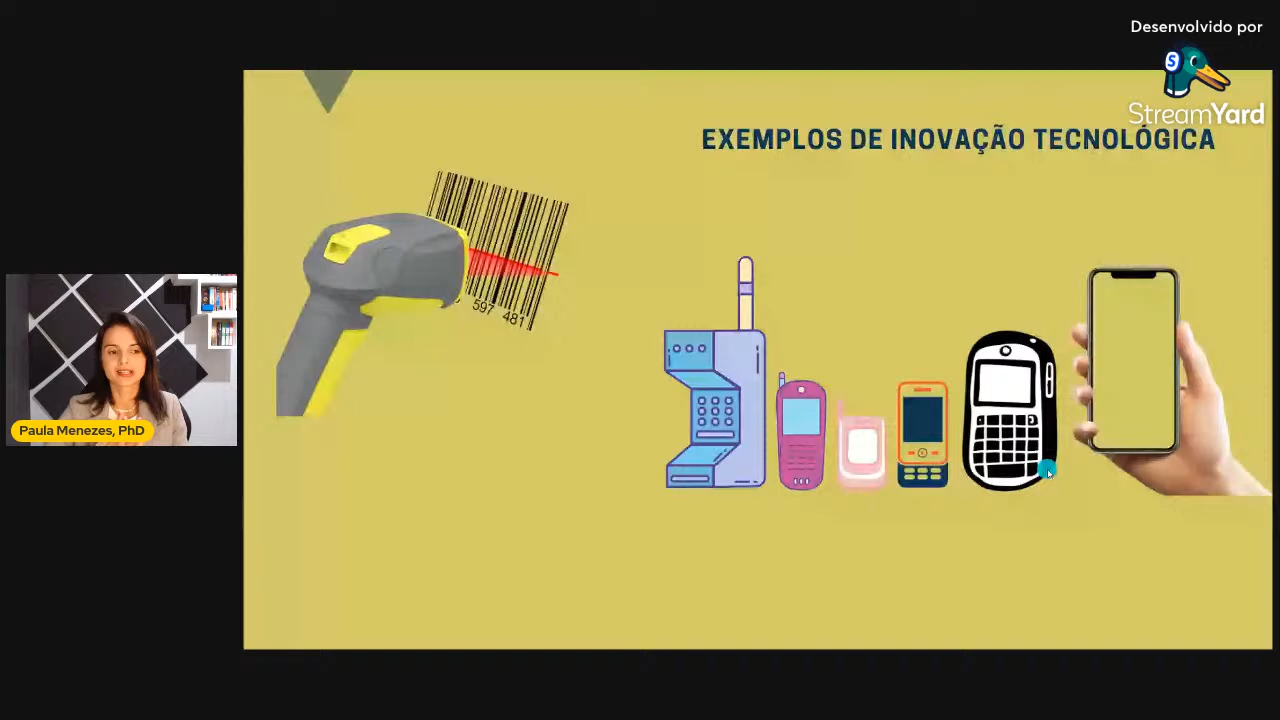 Desenvolvido por
StreamYard
EXEMPLOS DE INOVAÇÃO TECNOLÓGICA
597 481
Paula Menezes, PhD